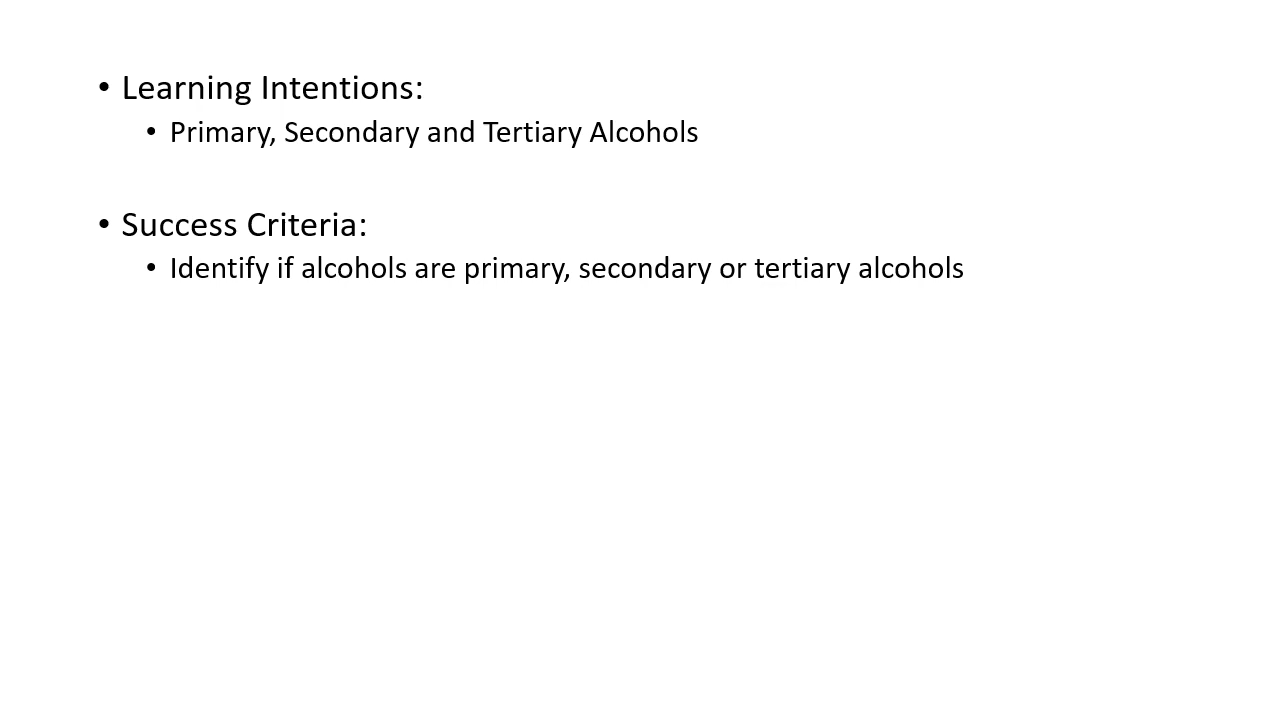 • Learning Intentions:
• Primary, Secondary and Tertiary Alcohols
• Success Criteria:
• Identify if alcohols are primary, secondary or tertiary alcohols